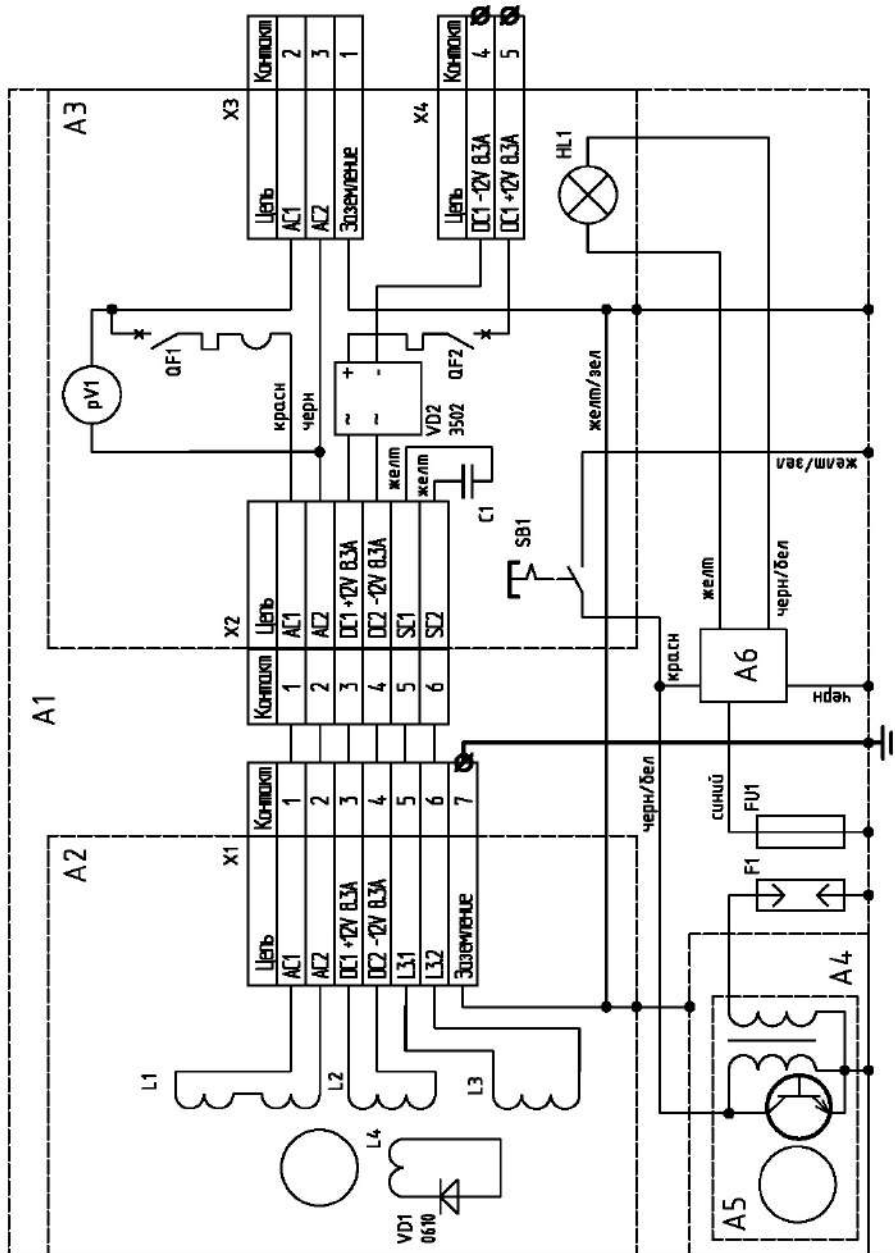 A1
A2
A3
pV1
L1
L2
L3
L4
VD1
0610
X1
Цепь Контакт
AC1 1
AC2 2
DC1 +12V 8.3A 3
DC2 -12V 8.3A 4
L3.1 5
L3.2 6
Заземление 7
X2
Контакт Цепь
1 AC1
2 AC2
3 DC1 +12V 8.3A
4 DC2 -12V 8.3A
5 SC1
6 SC2
QF1
красн
черн
VD2
3502
~ +
~ -
QF2
желт
желт
C1
X3
Цепь Контакт
AC1 2
AC2 3
Заземление 1
X4
Цепь Контакт
DC1 -12V 8.3A 4
DC1 +12V 8.3A 5
HL1
SB1
желт/зел
красн
черн/бел
желт
черн/бел
синий
A6
желт/зел
черн
FU1
F1
A4
A5